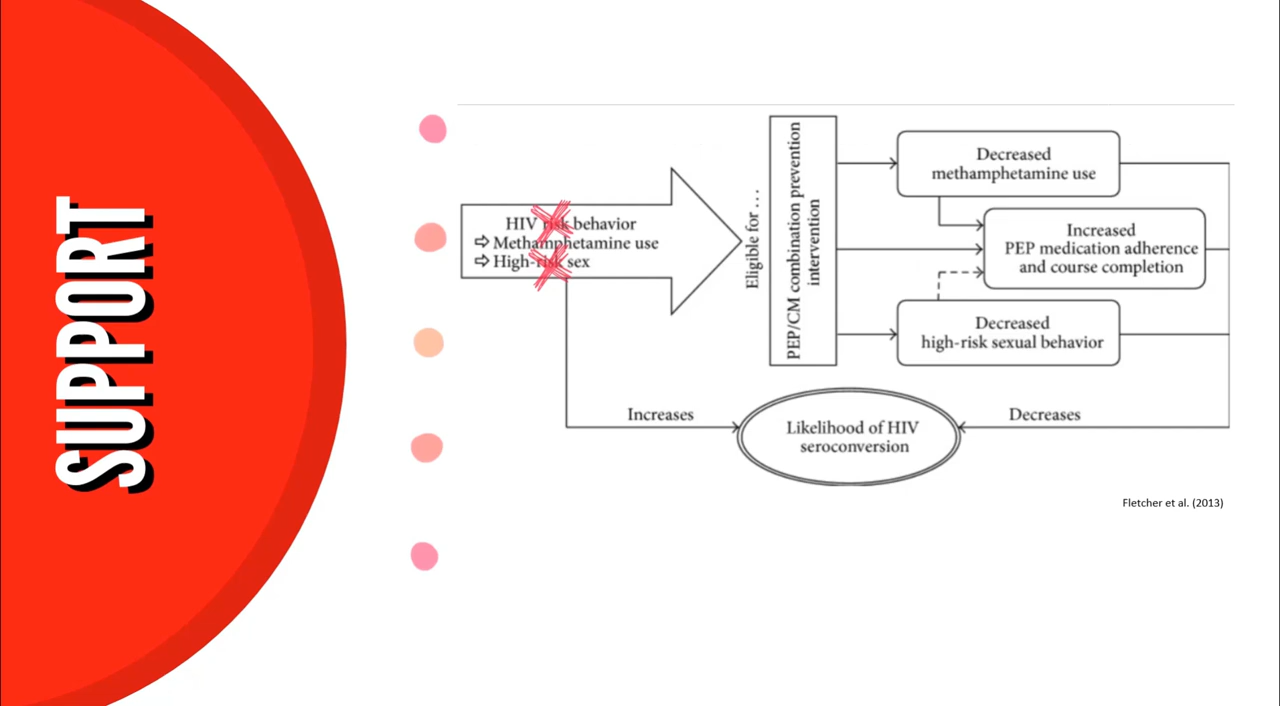 SUPPORT
HIV risk behavior
⇨ Methamphetamine use
⇨ High-risk sex
Eligible for ...
PEP/CM combination prevention
intervention
Decreased
methamphetamine use
Increased
PEP medication adherence
and course completion
Decreased
high-risk sexual behavior
Increases
Likelihood of HIV
seroconversion
Decreases
Fletcher et al. (2013)